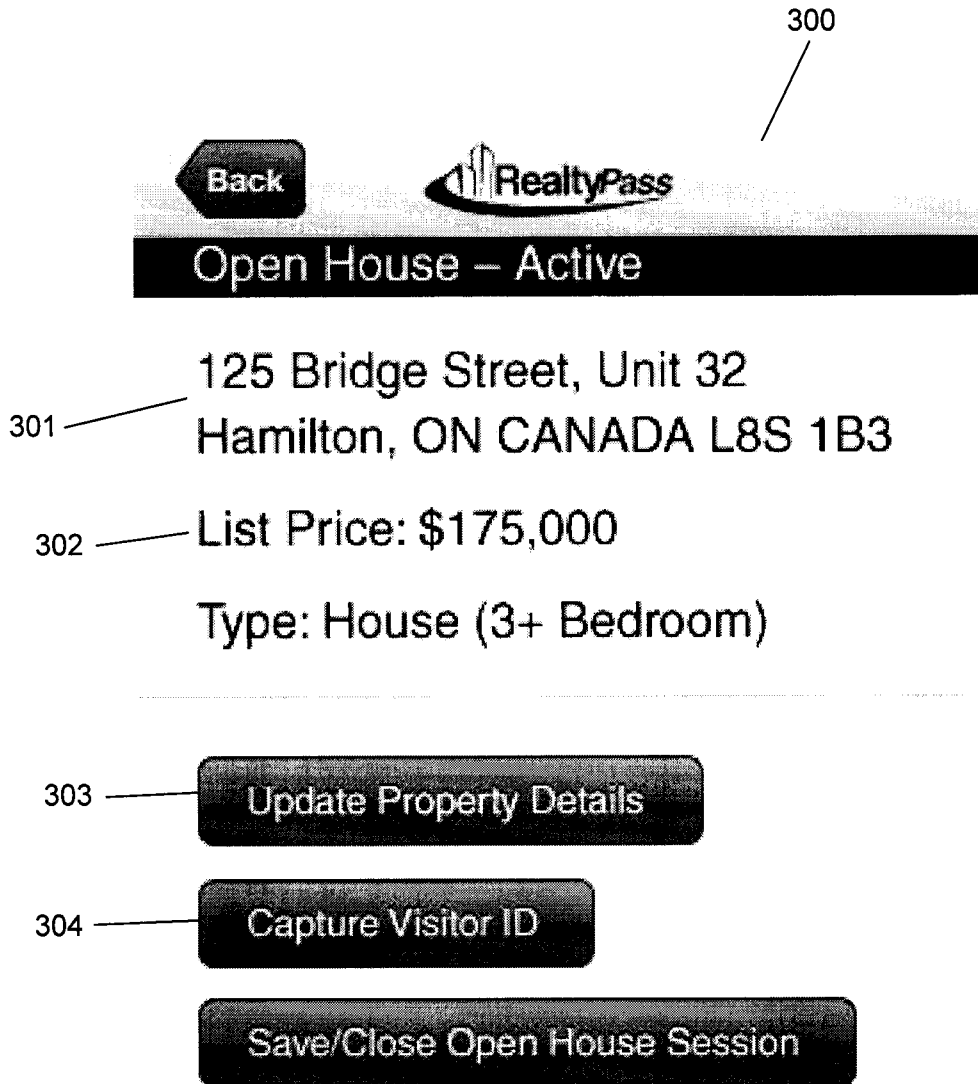 300
Back
RealtyPass
Open House – Active
125 Bridge Street, Unit 32
301
Hamilton, ON CANADA L8S 1B3
302
List Price: $175,000
Type: House (3+ Bedroom)
303
Update Property Details
304
Capture Visitor ID
Save/Close Open House Session